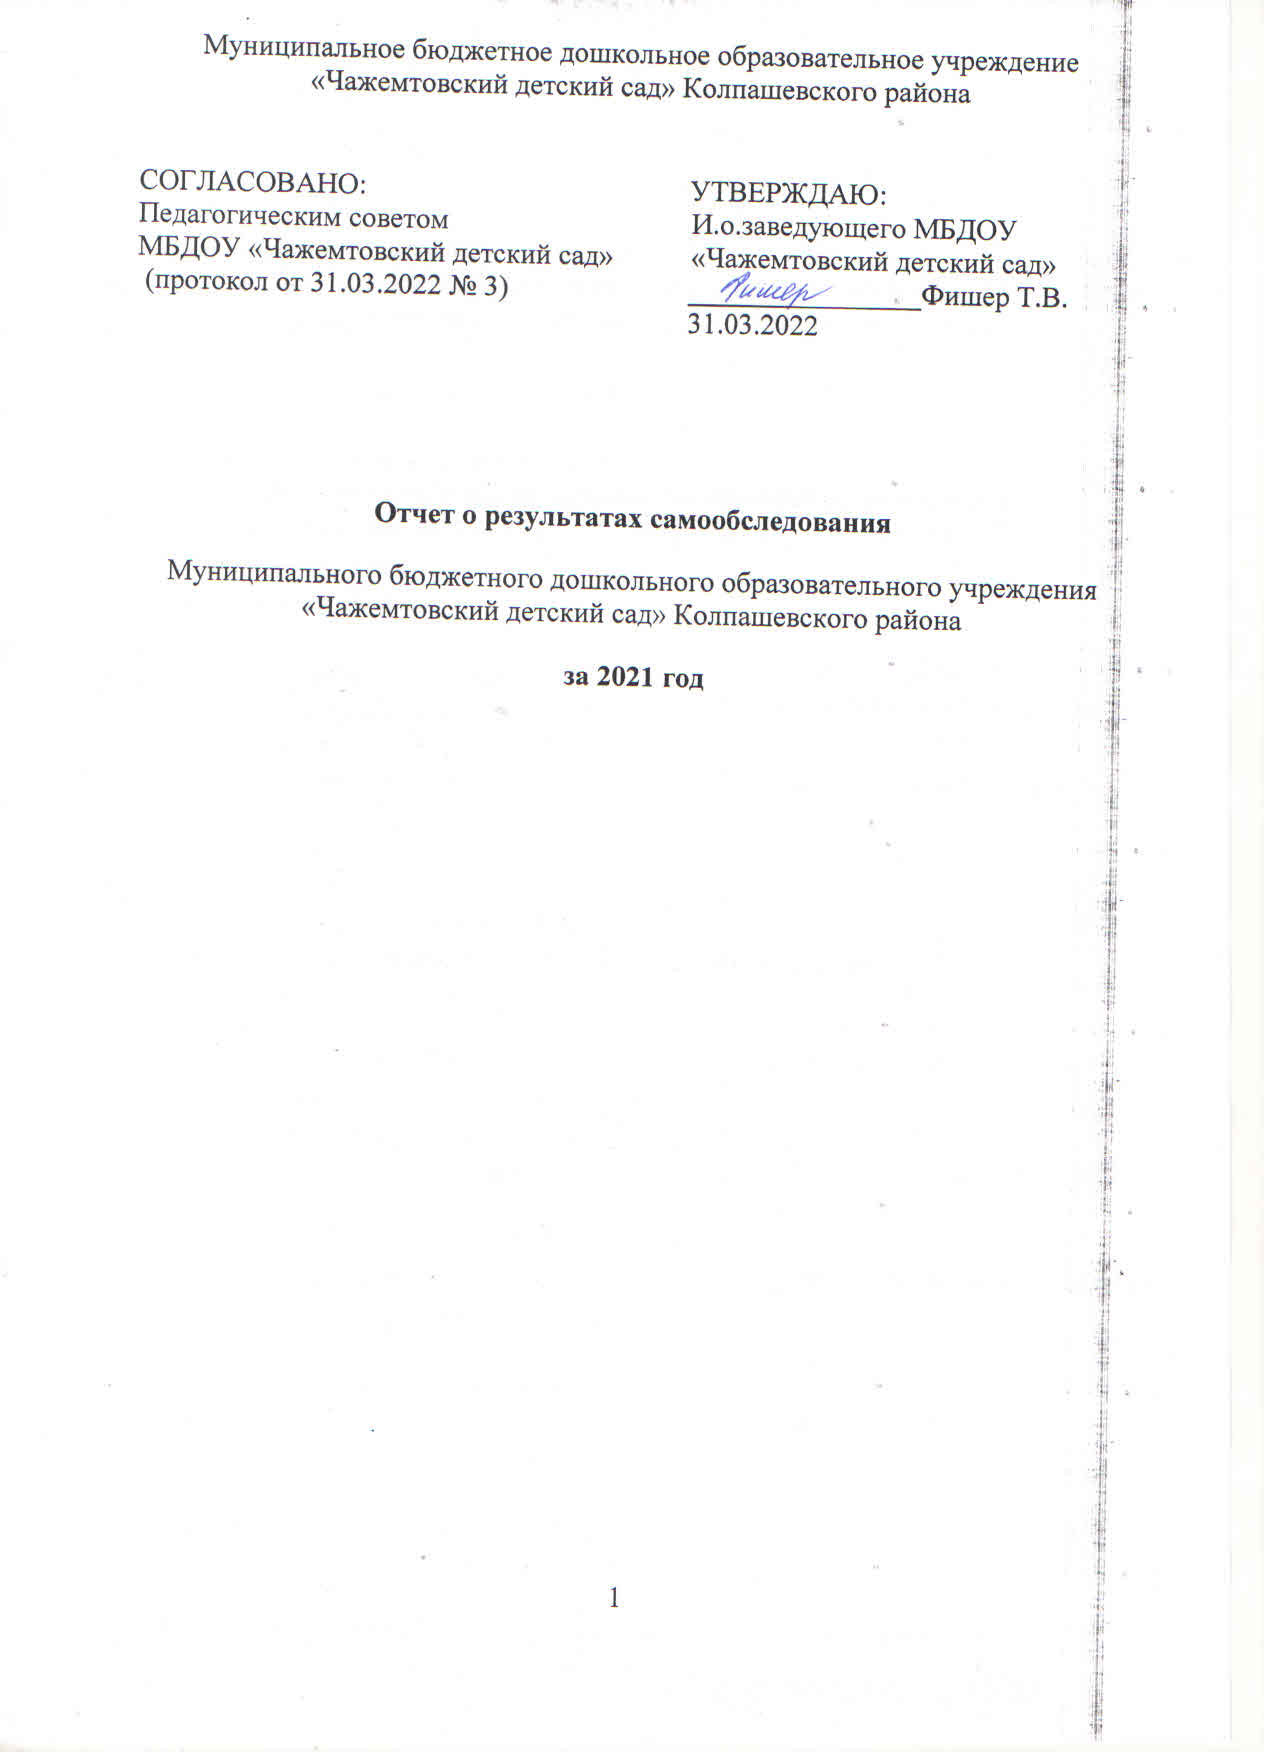 Муниципальное бюджетное дошкольное образовательное учреждение
«Чажемтовский детский сад» Колпашевского района
СОГЛАСОВАНО:
Педагогическим советом
МБДОУ «Чажемтовский детский сад»
(протокол от 31.03.2022 № 3)
УТВЕРЖДАЮ:
И.о.заведующего МБДОУ
«Чажемтовский детский сад»
Фишер Фишер Т.В.
31.03.2022
Отчет о результатах самообследования
Муниципального бюджетного дошкольного образовательного учреждения
«Чажемтовский детский сад» Колпашевского района
за 2021 год
1